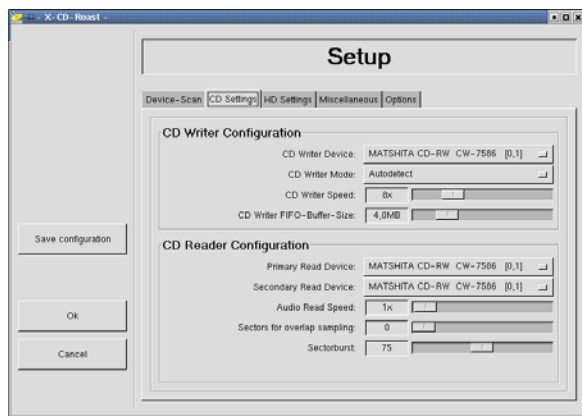 - X-CD-Roast -
Setup
Device-Scan CD Settings HD Settings Miscellaneous Options
CD Writer Configuration
CD Writer Device: MATSHITA CD-RW CW-7586 [0,1]
CD Writer Mode: Autodetect
CD Writer Speed: 8x
CD Writer FIFO-Buffer-Size: 4,0MB
Save configuration
CD Reader Configuration
Primary Read Device: MATSHITA CD-RW CW-7586 [0,1]
Secondary Read Device: MATSHITA CD-RW CW-7586 [0,1]
Audio Read Speed: 1x
Ok
Sectors for overlap sampling: 0
Sectorburst: 75
Cancel